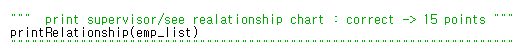 """ print supervisor/see realationship chart : correct -> 15 points """
printRelationship(emp_list)